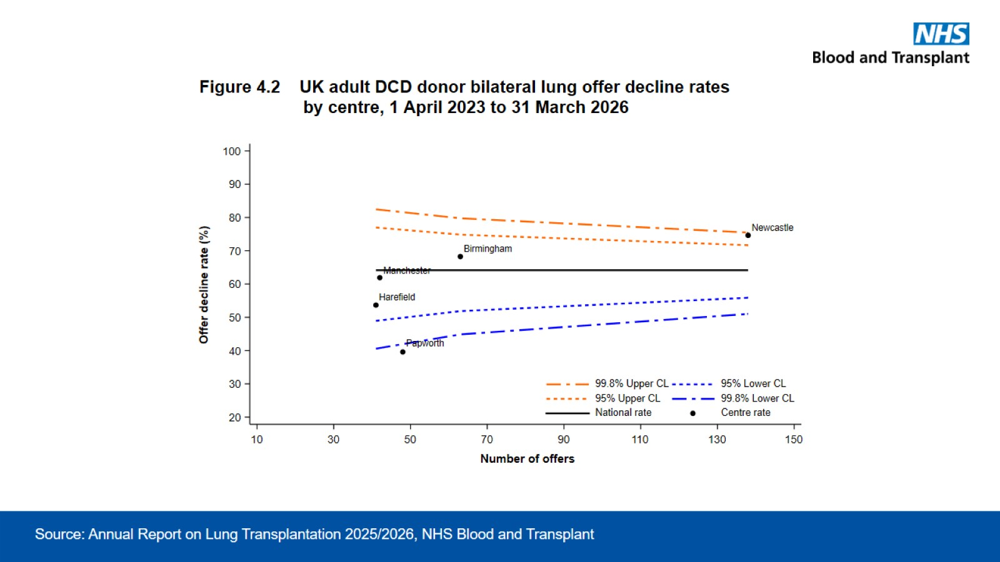 NHS
Blood and Transplant
Figure 4.2 UK adult DCD donor bilateral lung offer decline rates
by centre, 1 April 2023 to 31 March 2026
Offer decline rate (%)
100
90
80
70
60
50
40
30
20
Newcastle
Birmingham
Manchester
Harefield
Papworth
99.8% Upper CL
95% Lower CL
95% Upper CL
99.8% Lower CL
National rate
Centre rate
10 30 50 70 90 110 130 150
Number of offers
Source: Annual Report on Lung Transplantation 2025/2026, NHS Blood and Transplant